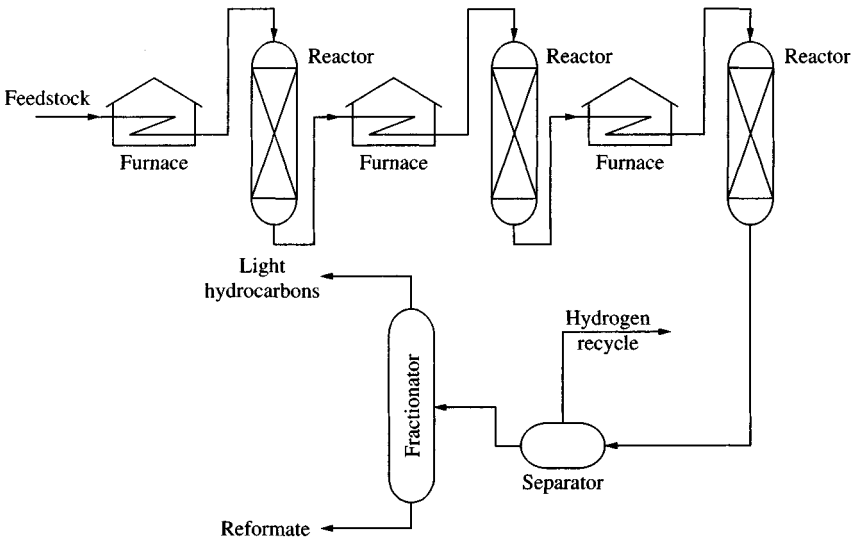 Reactor
Reactor
Reactor
Feedstock
Furnace
Furnace
Furnace
Light
hydrocarbons
Hydrogen
recycle
Fractionator
Separator
Reformate